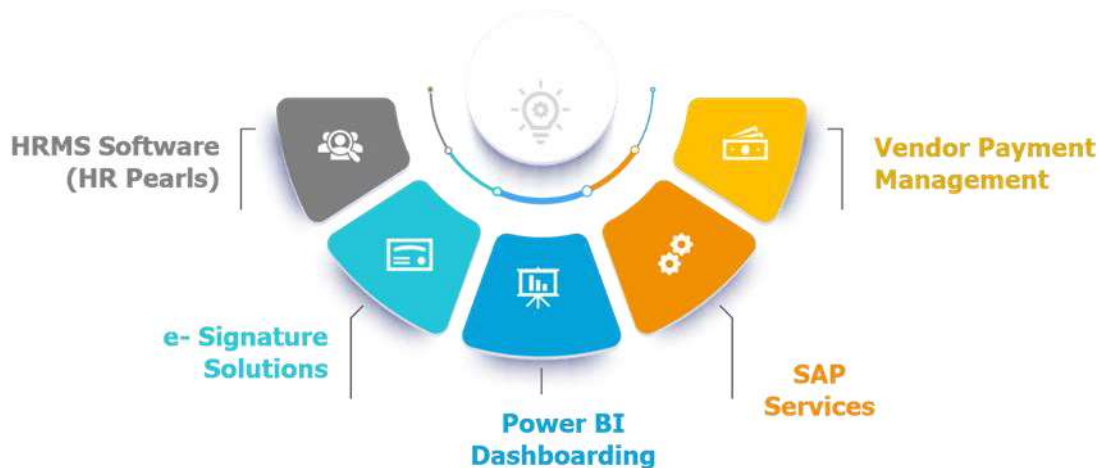 HRMS Software
(HR Pearls)
e- Signature
Solutions
Power BI
Dashboarding
SAP
Services
Vendor Payment
Management